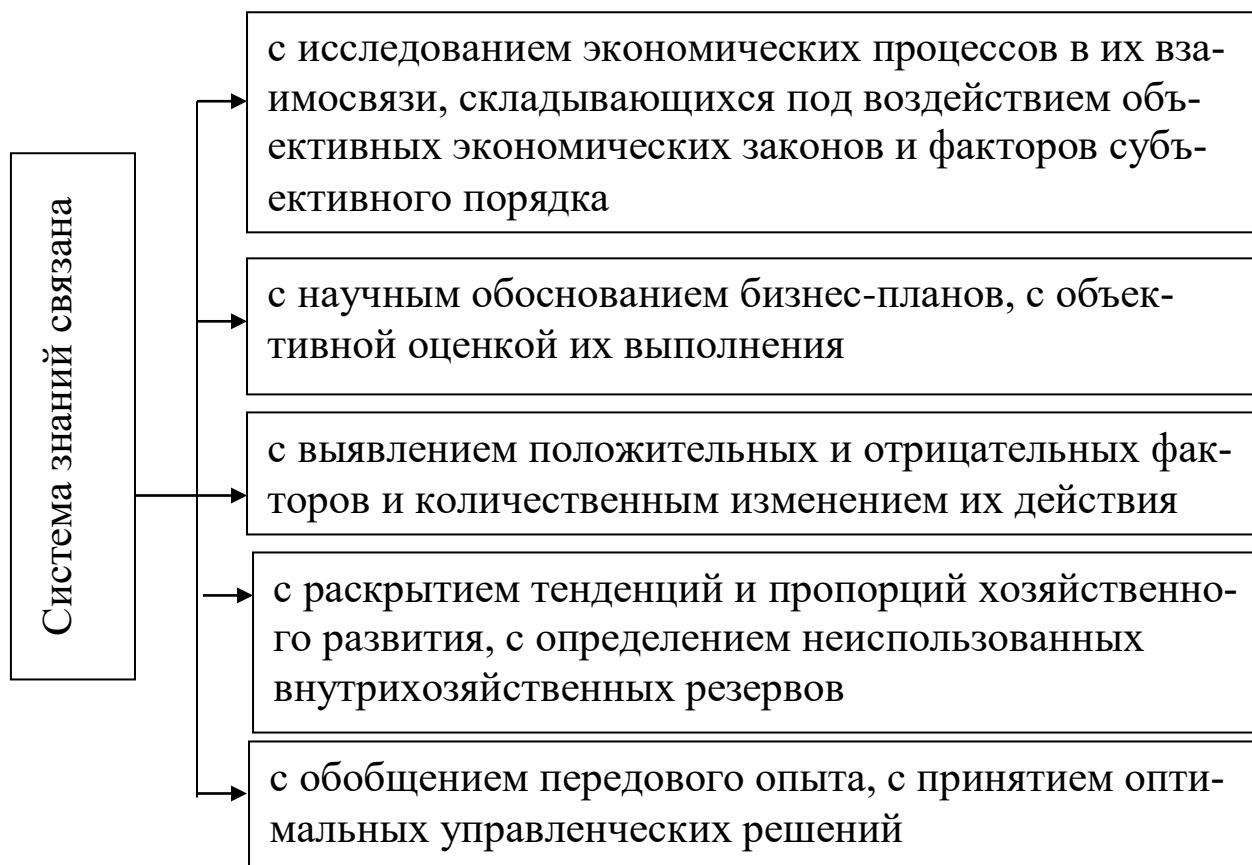 Система знаний связана
с исследованием экономических процессов в их вза-
имосвязи, складывающихся под воздействием объ-
ективных экономических законов и факторов субъ-
ективного порядка
с научным обоснованием бизнес-планов, с объек-
тивной оценкой их выполнения
с выявлением положительных и отрицательных фак-
торов и количественным изменением их действия
с раскрытием тенденций и пропорций хозяйственно-
го развития, с определением неиспользованных
внутрихозяйственных резервов
с обобщением передового опыта, с принятием опти-
мальных управленческих решений